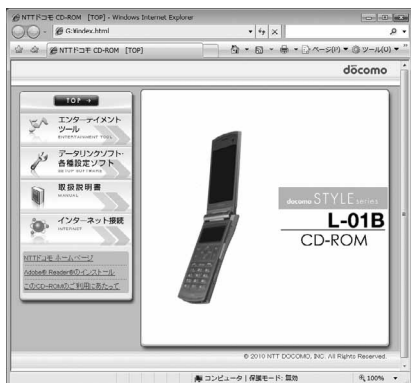 NTTドコモ CD-ROM [TOP] - Windows Internet Explorer
G:¥index.html
NTTドコモ CD-ROM [TOP]
ページ(P) ツール(O)
docomo
TOP
エンターテイメント
ツール
ENTERTAINMENT TOOL
データリンクソフト・
各種設定ソフト
SETUP SOFTWARE
取扱説明書
MANUAL
インターネット接続
INTERNET
NTTドコモ ホームページ
Adobe® Reader®のインストール
このCD-ROMのご利用にあたって
docomo STYLE series
L-01B
CD-ROM
© 2010 NTT DOCOMO, INC. All Rights Reserved.
コンピュータ | 保護モード: 無効
100%